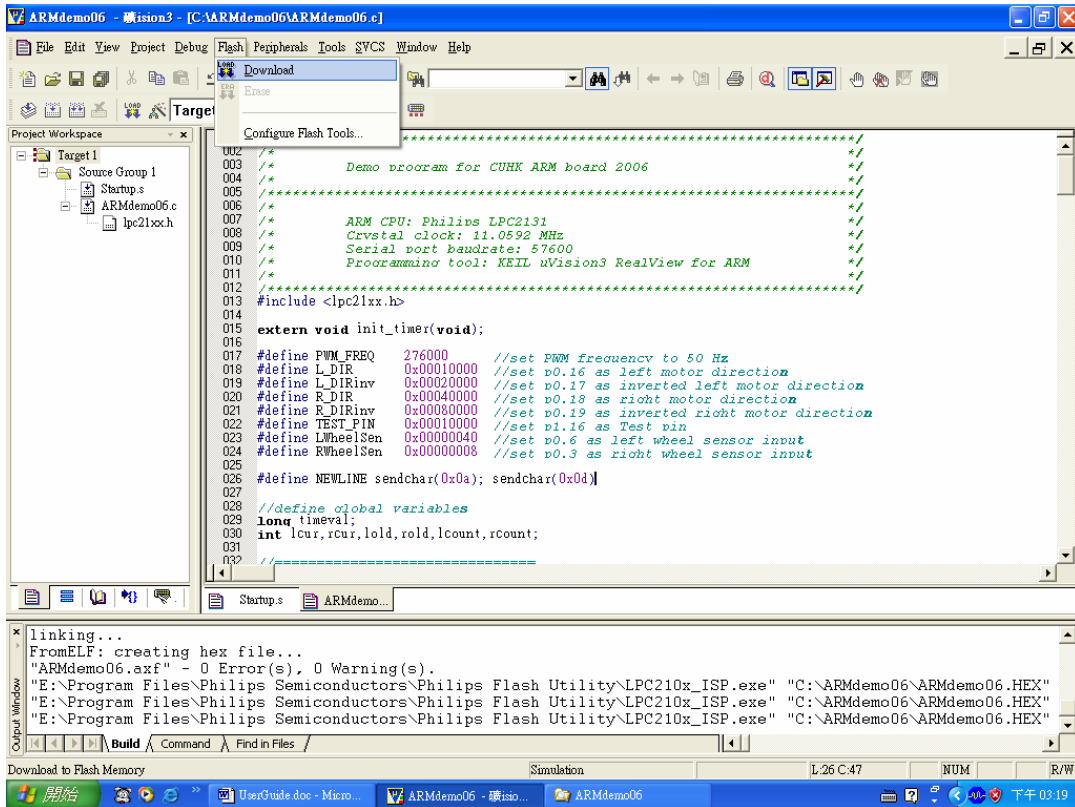 ARMdemo06 - 礦ision3 - [C:\ARMdemo06\ARMdemo06.c]
File Edit View Project Debug Flash Peripherals Tools SVCS Window Help
LOAD Download
ERA Erase
Configure Flash Tools...
LOAD Target
Project Workspace
Target 1
Source Group 1
Startup.s
ARMdemo06.c
lpc21xx.h
002 /* */
003 /* Demo program for CUHK ARM board 2006 */
004 /* */
005 /***********************************************************************/
006 /* */
007 /* ARM CPU: Philips LPC2131 */
008 /* Crystal clock: 11.0592 MHz */
009 /* Serial port baudrate: 57600 */
010 /* Programming tool: KEIL uVision3 RealView for ARM */
011 /* */
012 /***********************************************************************/
013 #include <lpc21xx.h>
014
015 extern void init_timer(void);
016
017 #define PWM_FREQ 276000 //set PWM frequency to 50 Hz
018 #define L_DIR 0x00010000 //set p0.16 as left motor direction
019 #define L_DIRinv 0x00020000 //set p0.17 as inverted left motor direction
020 #define R_DIR 0x00040000 //set p0.18 as right motor direction
021 #define R_DIRinv 0x00080000 //set p0.19 as inverted right motor direction
022 #define TEST_PIN 0x00010000 //set p1.16 as Test pin
023 #define LWheelSen 0x00000040 //set p0.6 as left wheel sensor input
024 #define RWheelSen 0x00000008 //set p0.3 as right wheel sensor input
025
026 #define NEWLINE sendchar(0x0a); sendchar(0x0d)
027
028 //define global variables
029 long timeval;
030 int lcur,rcur,lold,rold,lcount,rcount;
031
032 //==================================
Startup.s ARMdemo...
linking...
FromELF: creating hex file...
"ARMdemo06.axf" - 0 Error(s), 0 Warning(s).
"E:\Program Files\Philips Semiconductors\Philips Flash Utility\LPC210x_ISP.exe" "C:\ARMdemo06\ARMdemo06.HEX"
"E:\Program Files\Philips Semiconductors\Philips Flash Utility\LPC210x_ISP.exe" "C:\ARMdemo06\ARMdemo06.HEX"
"E:\Program Files\Philips Semiconductors\Philips Flash Utility\LPC210x_ISP.exe" "C:\ARMdemo06\ARMdemo06.HEX"
Output Window
Build Command Find in Files
Download to Flash Memory Simulation L:26 C:47 NUM R/W
開始 UserGuide.doc - Micro... ARMdemo06 - 礦isio... ARMdemo06 下午 03:19